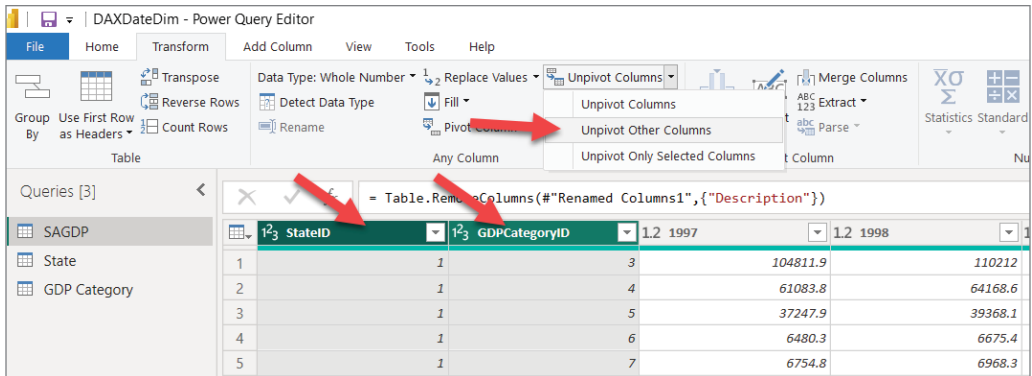 DAXDateDim - Power Query Editor
File Home Transform Add Column View Tools Help
Group By
Use First Row as Headers
Transpose
Reverse Rows
Count Rows
Table
Data Type: Whole Number
Detect Data Type
Rename
Replace Values
Fill
Pivot Column
Any Column
Unpivot Columns
Unpivot Columns
Unpivot Other Columns
Unpivot Only Selected Columns
Merge Columns
Extract
Parse
Column
Statistics Standard
Queries [3]
SAGDP
State
GDP Category
= Table.RemoveColumns(#"Renamed Columns1",{"Description"})
StateID GDPCategoryID 1.2 1997 1.2 1998
1 1 3 104811.9 110212
2 1 4 61083.8 64168.6
3 1 5 37247.9 39368.1
4 1 6 6480.3 6675.4
5 1 7 6754.8 6968.3